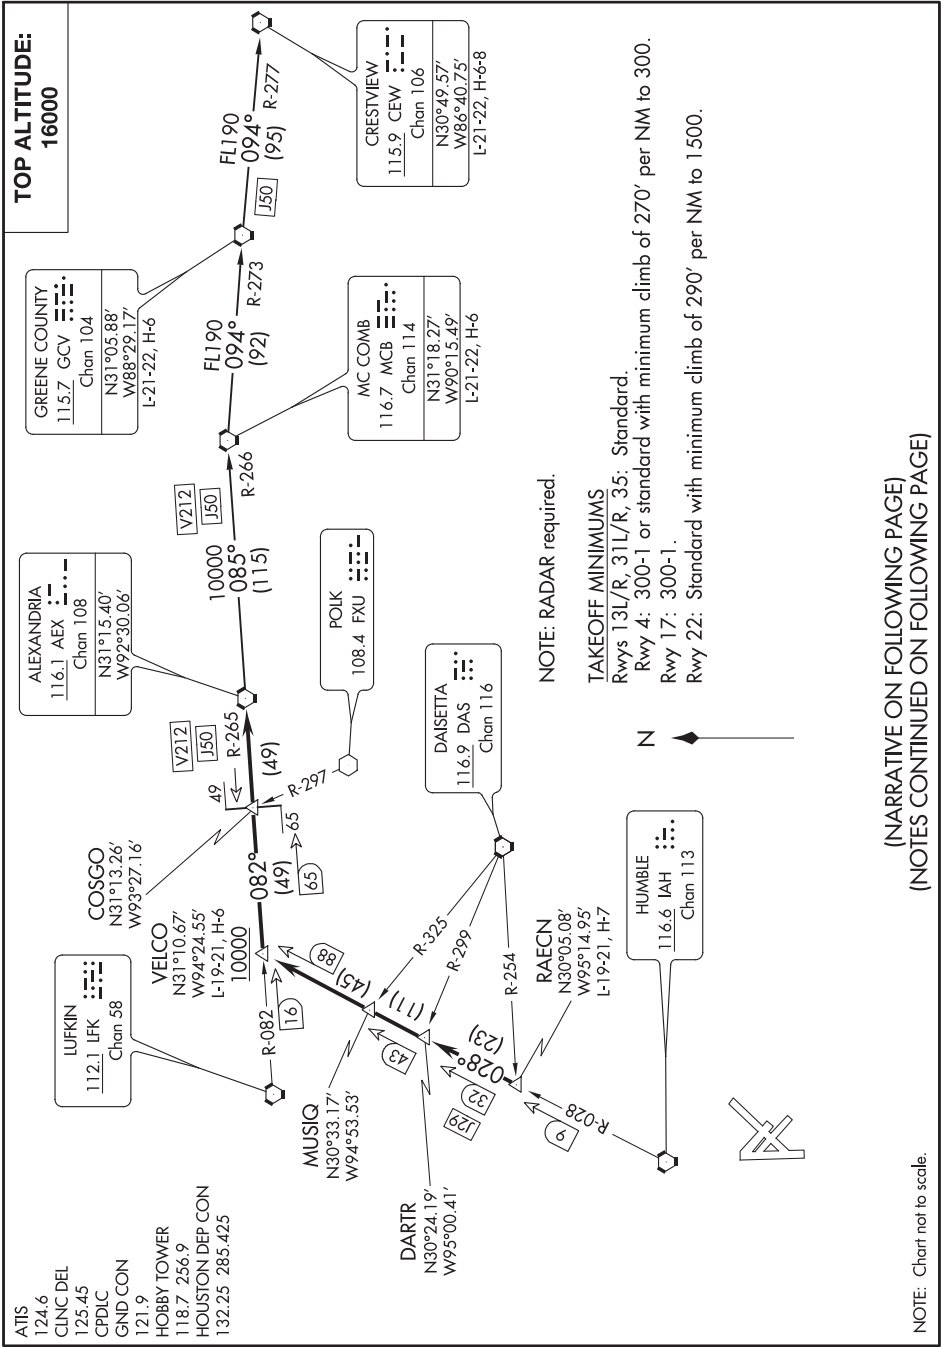 ATIS
124.6
CLNC DEL
125.45
CPDLC
GND CON
121.9
HOBBY TOWER
118.7 256.9
HOUSTON DEP CON
132.25 285.425
TOP ALTITUDE:
16000
LUFKIN
112.1 LFK
Chan 58
VELCO
N31°10.67'
W94°24.55'
L-19-21, H-6
10000
COSGO
N31°13.26'
W93°27.16'
ALEXANDRIA
116.1 AEX
Chan 108
N31°15.40'
W92°30.06'
GREENE COUNTY
115.7 GCV
Chan 104
N31°05.88'
W88°29.17'
L-21-22, H-6
R-082
16
082°
(49)
65
65
49
R-265
V212
J50
(49)
R-297
10000
085°
(115)
V212
J50
R-266
FL190
094°
(92)
R-273
FL190
094°
(95)
J50
R-277
POLK
108.4 FXU
MC COMB
116.7 MCB
Chan 114
N31°18.27'
W90°15.49'
L-21-22, H-6
CRESTVIEW
115.9 CEW
Chan 106
N30°49.57'
W86°40.75'
L-21-22, H-6-8
MUSIQ
N30°33.17'
W94°53.53'
DARTR
N30°24.19'
W95°00.41'
88
(45)
(11)
43
(23)
028°
32
J29
9
R-028
R-325
R-299
R-254
DAISETTA
116.9 DAS
Chan 116
RAECN
N30°05.08'
W95°14.95'
L-19-21, H-7
HUMBLE
116.6 IAH
Chan 113
N
NOTE: RADAR required.
TAKEOFF MINIMUMS
Rwys 13L/R, 31L/R, 35: Standard.
Rwy 4: 300-1 or standard with minimum climb of 270' per NM to 300.
Rwy 17: 300-1.
Rwy 22: Standard with minimum climb of 290' per NM to 1500.
(NARRATIVE ON FOLLOWING PAGE)
(NOTES CONTINUED ON FOLLOWING PAGE)
NOTE: Chart not to scale.